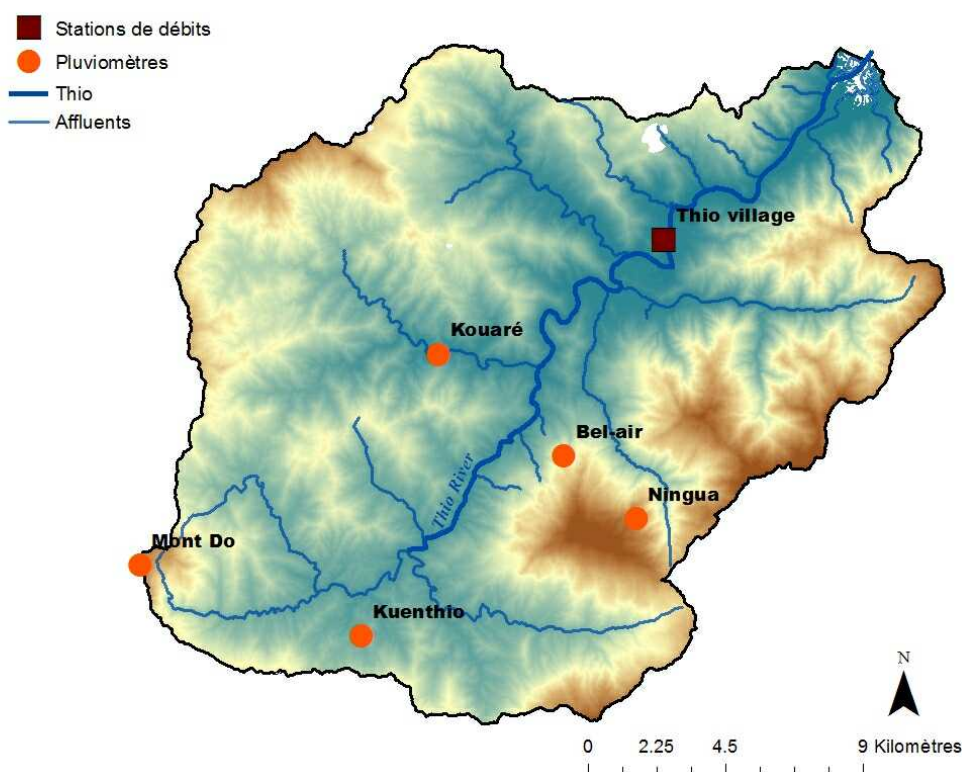 Stations de débits
Pluviomètres
Thio
Affluents
Thio village
Kouaré
Bel-air
Thio River
Ningua
Mont Do
Kuenthio
N
0 2.25 4.5 9 Kilomètres